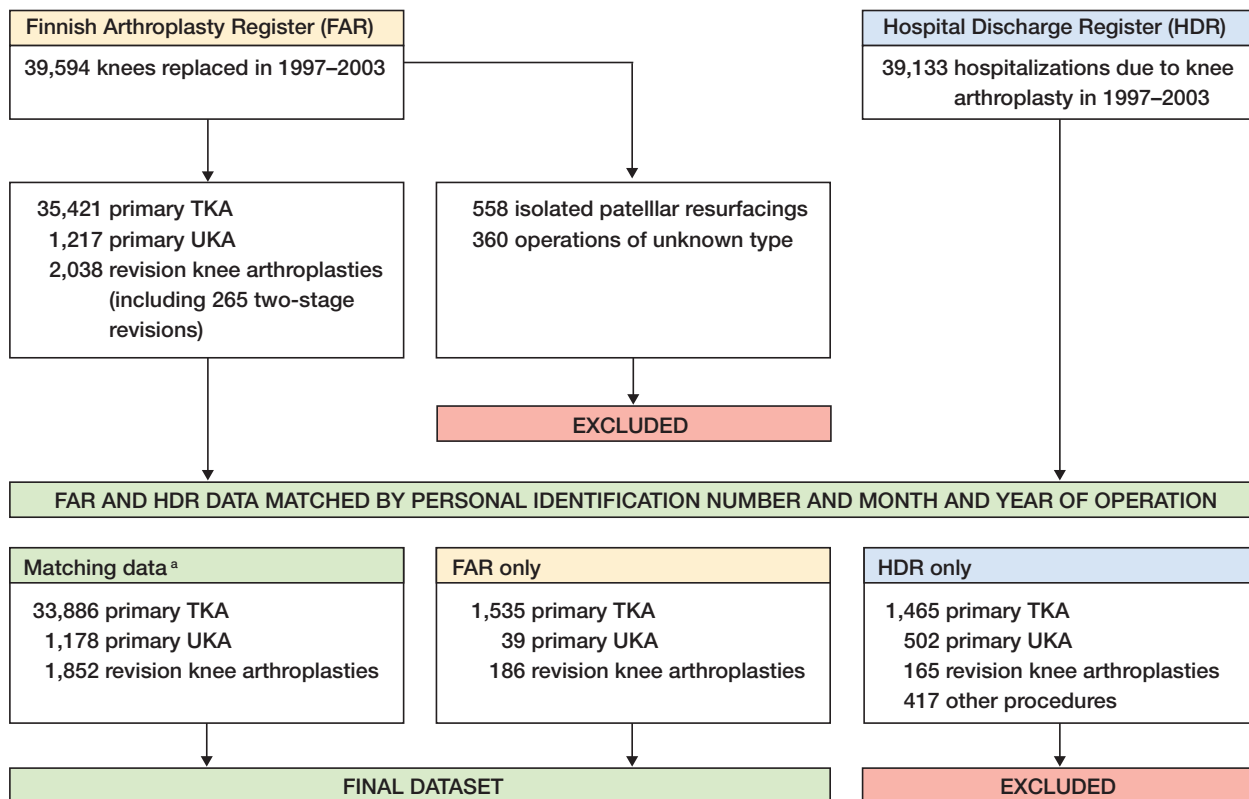 Finnish Arthroplasty Register (FAR)
39,594 knees replaced in 1997–2003
Hospital Discharge Register (HDR)
39,133 hospitalizations due to knee
arthroplasty in 1997–2003
35,421 primary TKA
1,217 primary UKA
2,038 revision knee arthroplasties
(including 265 two-stage
revisions)
558 isolated patelllar resurfacings
360 operations of unknown type
EXCLUDED
FAR AND HDR DATA MATCHED BY PERSONAL IDENTIFICATION NUMBER AND MONTH AND YEAR OF OPERATION
Matching data a
33,886 primary TKA
1,178 primary UKA
1,852 revision knee arthroplasties
FAR only
1,535 primary TKA
39 primary UKA
186 revision knee arthroplasties
HDR only
1,465 primary TKA
502 primary UKA
165 revision knee arthroplasties
417 other procedures
FINAL DATASET
EXCLUDED